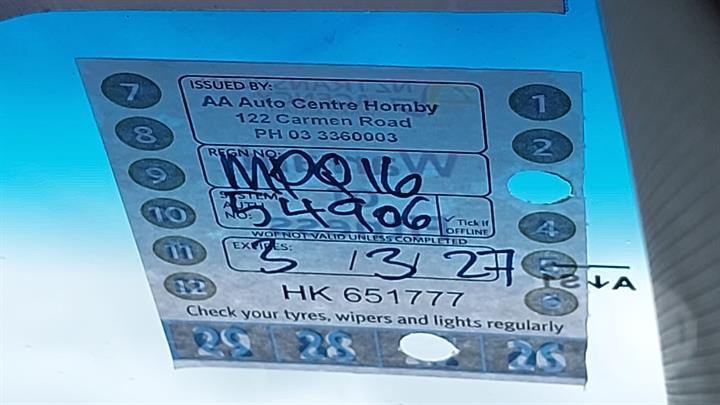 ISSUED BY:
AA Auto Centre Hornby
122 Carmen Road
PH 03 3360003
REGN NO:
MPQ16
SYSTEM
AUTH
NO:
54906
✓ Tick if
OFFLINE
WOF NOT VALID UNLESS COMPLETED
EXPIRES:
5 / 3 / 27
HK 651777
Check your tyres, wipers and lights regularly
7
8
9
10
11
12
1
2
4
5
6
29 28 26